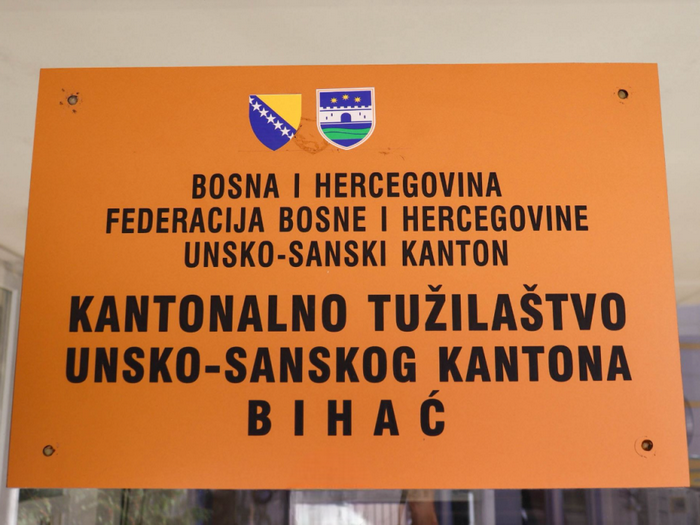 BOSNA I HERCEGOVINA
FEDERACIJA BOSNE I HERCEGOVINE
UNSKO-SANSKI KANTON
KANTONALNO TUŽILAŠTVO
UNSKO-SANSKOG KANTONA
BIHAĆ